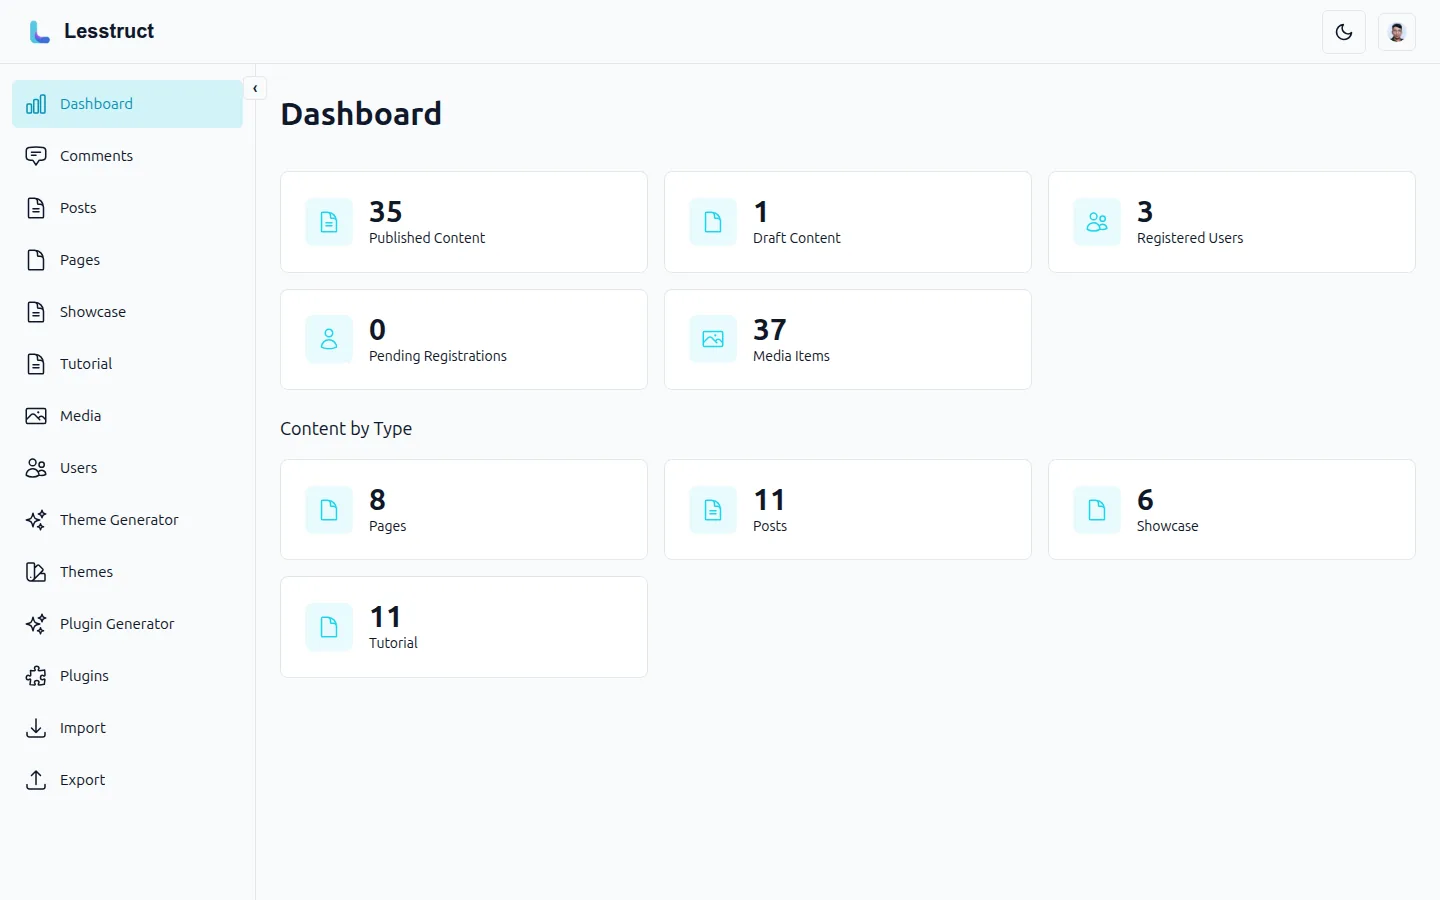 Lesstruct
Dashboard
Comments
Posts
Pages
Showcase
Tutorial
Media
Users
Theme Generator
Themes
Plugin Generator
Plugins
Import
Export
Dashboard
35
Published Content
1
Draft Content
3
Registered Users
0
Pending Registrations
37
Media Items
Content by Type
8
Pages
11
Posts
6
Showcase
11
Tutorial